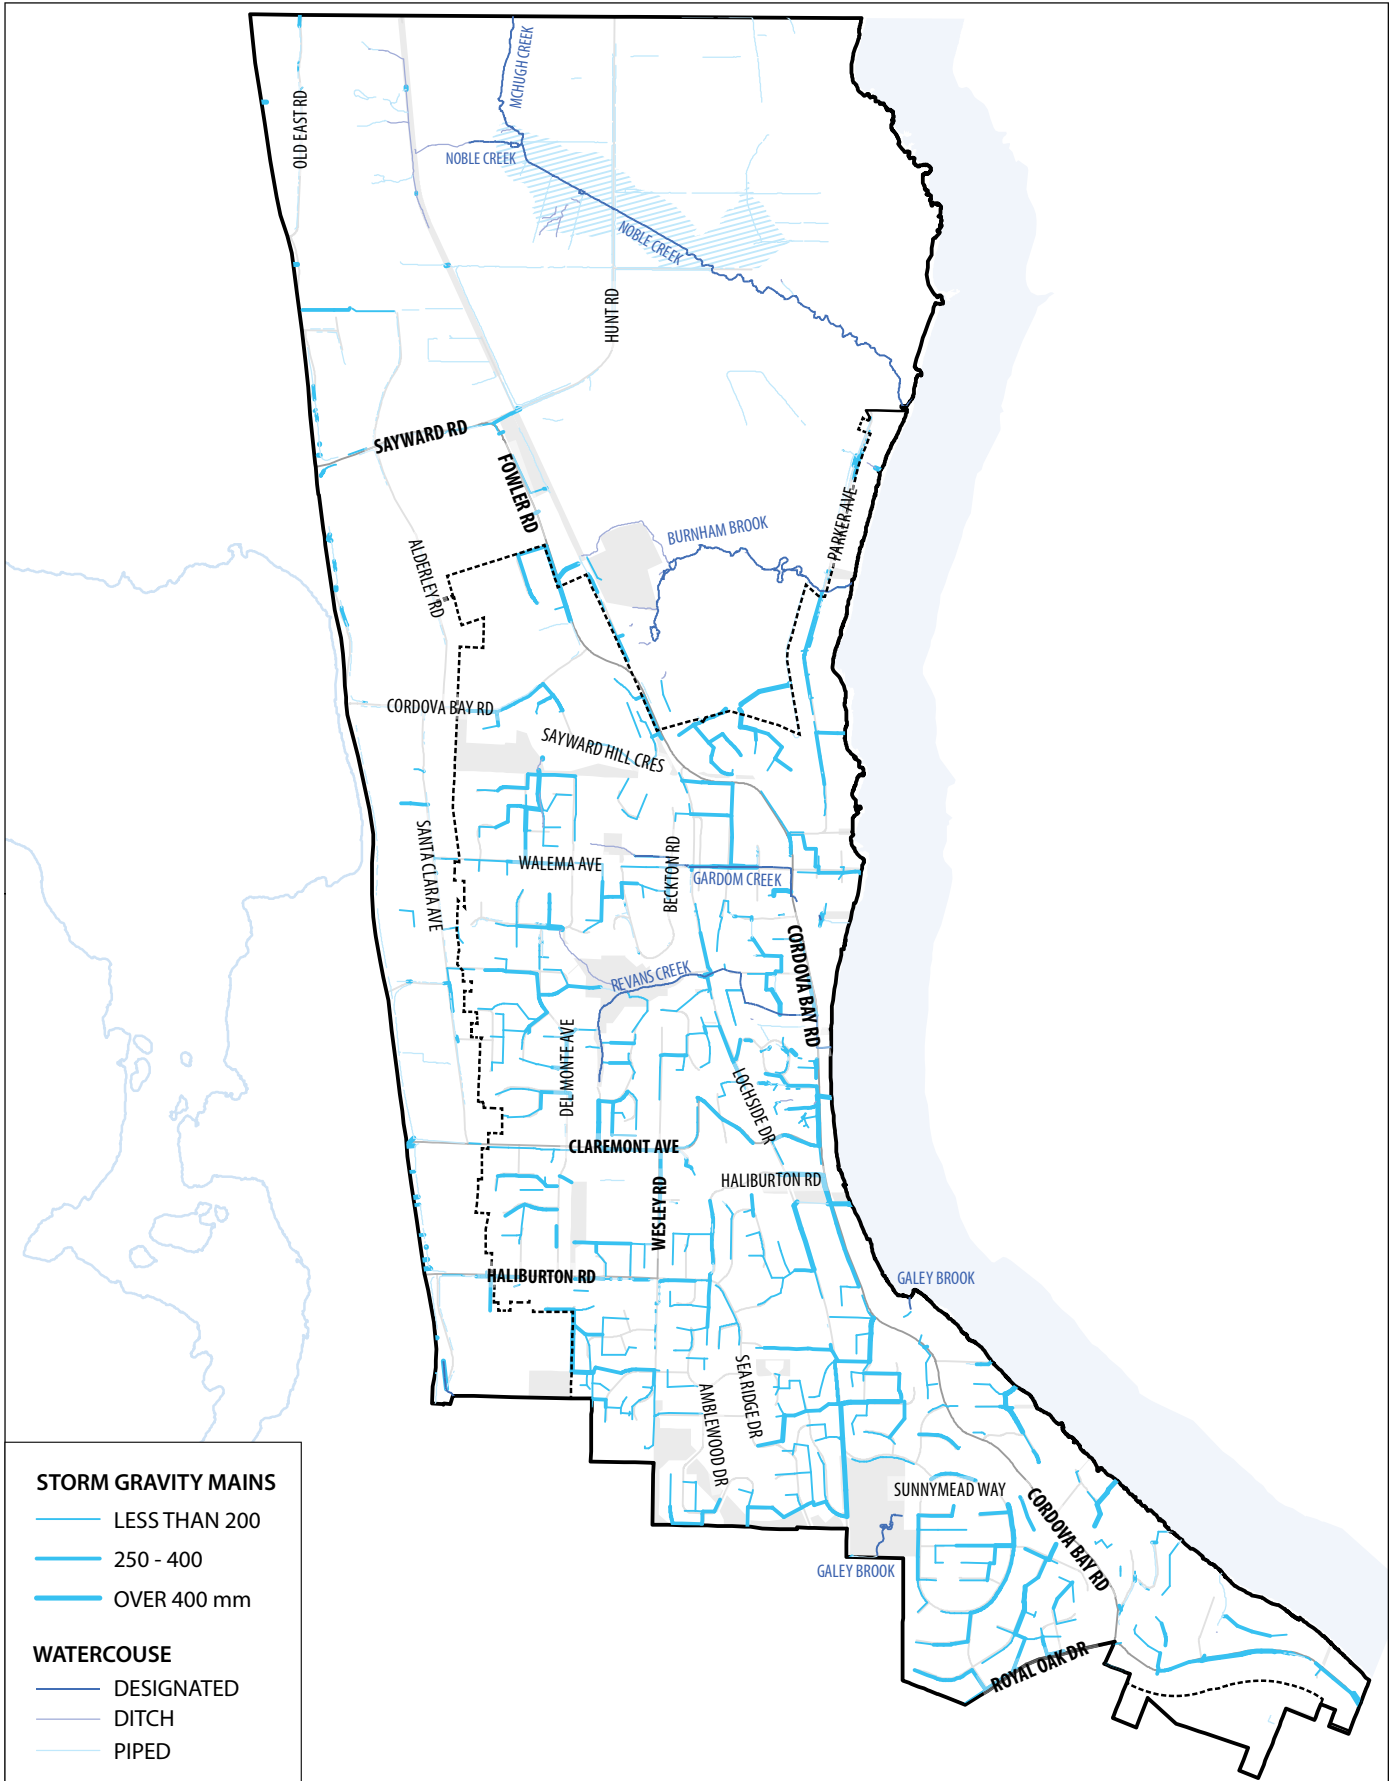 MCHUGH CREEK
OLD EAST RD
NOBLE CREEK
NOBLE CREEK
HUNT RD
SAYWARD RD
FOWLER RD
PARKER AVE
BURNHAM BROOK
ALDERLEY RD
CORDOVA BAY RD
SAYWARD HILL CRES
SANTA CLARA AVE
WALEMA AVE
BECKTON RD
GARDOM CREEK
CORDOVA BAY RD
REVANS CREEK
DEL MONTE AVE
LOCHSIDE DR
CLAREMONT AVE
HALIBURTON RD
WESLEY RD
HALIBURTON RD
GALEY BROOK
SEA RIDGE DR
AMBLEWOOD DR
SUNNYMEAD WAY
CORDOVA BAY RD
GALEY BROOK
ROYAL OAK DR
STORM GRAVITY MAINS
LESS THAN 200
250 - 400
OVER 400 mm
WATERCOUSE
DESIGNATED
DITCH
PIPED